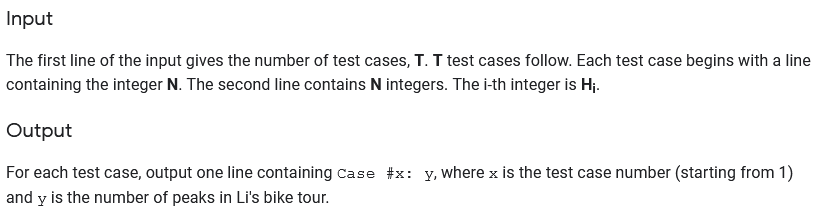 Input
The first line of the input gives the number of test cases, T. T test cases follow. Each test case begins with a line
containing the integer N. The second line contains N integers. The i-th integer is Hi.
Output
For each test case, output one line containing Case #x: y, where x is the test case number (starting from 1)
and y is the number of peaks in Li's bike tour.